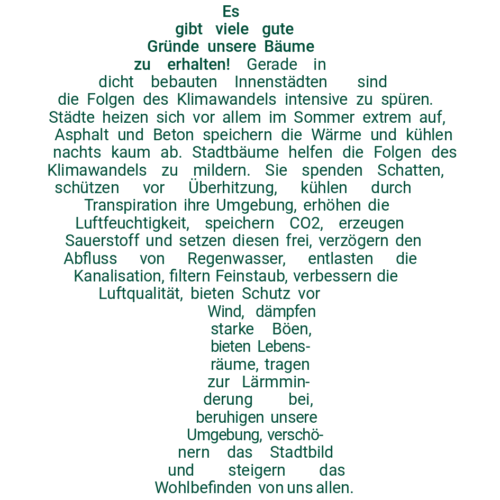 Es
gibt viele gute
Gründe unsere Bäume
zu erhalten! Gerade in
dicht bebauten Innenstädten sind
die Folgen des Klimawandels intensive zu spüren.
Städte heizen sich vor allem im Sommer extrem auf,
Asphalt und Beton speichern die Wärme und kühlen
nachts kaum ab. Stadtbäume helfen die Folgen des
Klimawandels zu mildern. Sie spenden Schatten,
schützen vor Überhitzung, kühlen durch
Transpiration ihre Umgebung, erhöhen die
Luftfeuchtigkeit, speichern CO2, erzeugen
Sauerstoff und setzen diesen frei, verzögern den
Abfluss von Regenwasser, entlasten die
Kanalisation, filtern Feinstaub, verbessern die
Luftqualität, bieten Schutz vor
Wind, dämpfen
starke Böen,
bieten Lebens-
räume, tragen
zur Lärmmin-
derung bei,
beruhigen unsere
Umgebung, verschö-
nern das Stadtbild
und steigern das
Wohlbefinden von uns allen.